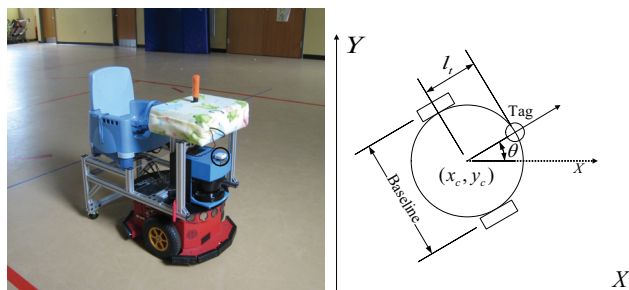 Y
l_t
Tag
θ
X
(x_c, y_c)
Baseline
X